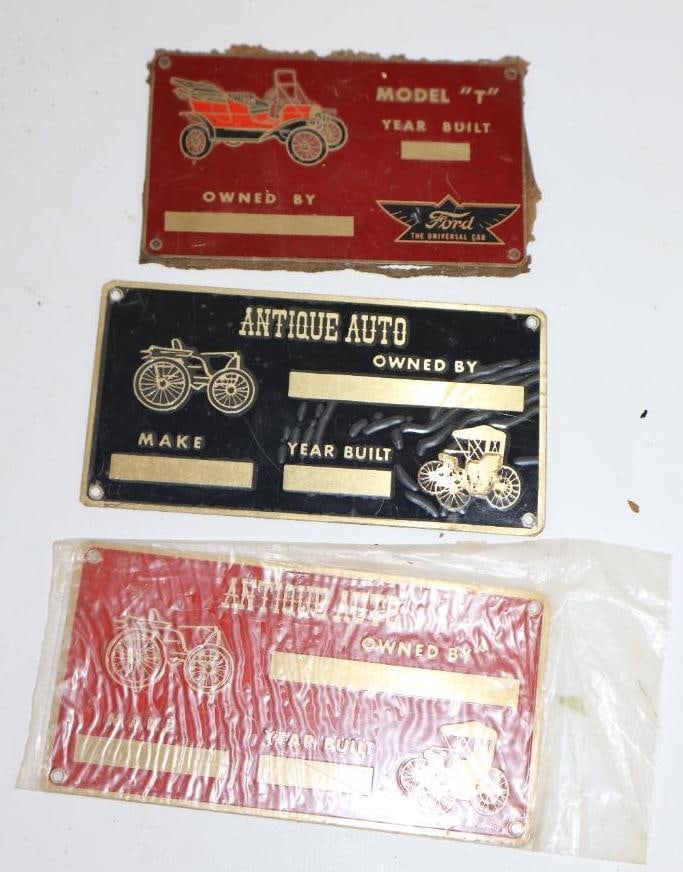 MODEL "T"
YEAR BUILT
OWNED BY
Ford
THE UNIVERSAL CAR
ANTIQUE AUTO
OWNED BY
MAKE
YEAR BUILT
ANTIQUE AUTO
OWNED BY
MAKE
YEAR BUILT